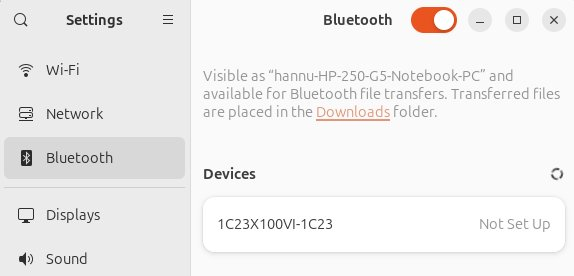 Settings
Bluetooth
Wi-Fi
Network
Bluetooth
Displays
Sound
Visible as “hannu-HP-250-G5-Notebook-PC” and
available for Bluetooth file transfers. Transferred files
are placed in the Downloads folder.
Devices
1C23X100VI-1C23 Not Set Up